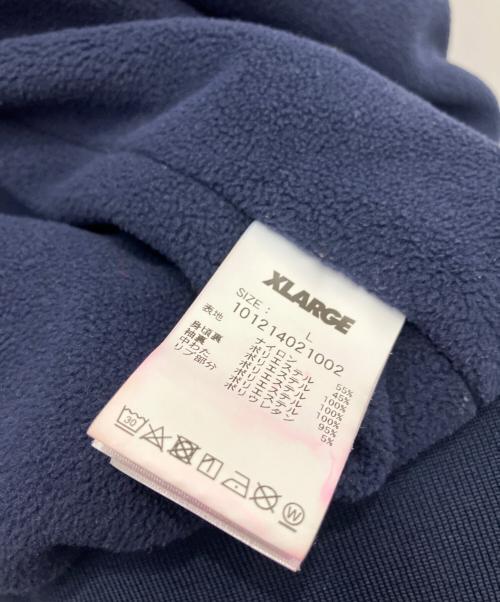 XLARGE
SIZE: L
101214021002
表地 ナイロン 55%
ポリエステル 45%
身頃裏 ポリエステル 100%
袖裏 ポリエステル 100%
中わた ポリエステル 100%
リブ部分 ポリエステル 95%
ポリウレタン 5%
30
W